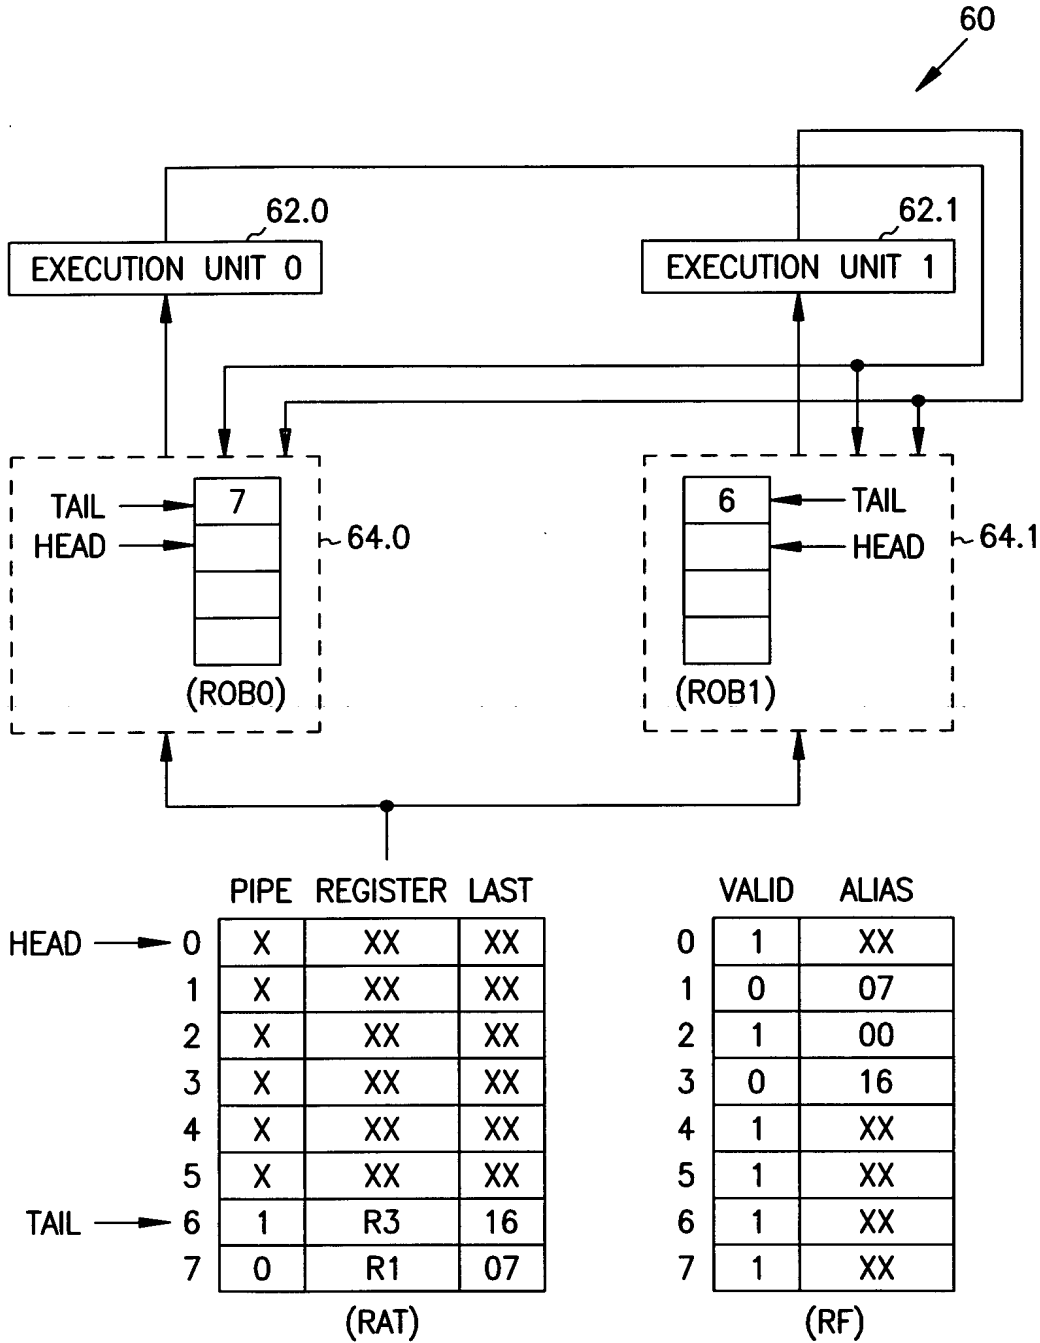 60
62.0
62.1
EXECUTION UNIT 0
EXECUTION UNIT 1
TAIL 7
6 TAIL
HEAD
64.0
HEAD
64.1
(ROB0)
(ROB1)
PIPE REGISTER LAST
VALID ALIAS
HEAD 0 X XX XX
0 1 XX
1 X XX XX
1 0 07
2 X XX XX
2 1 00
3 X XX XX
3 0 16
4 X XX XX
4 1 XX
5 X XX XX
5 1 XX
TAIL 6 1 R3 16
6 1 XX
7 0 R1 07
7 1 XX
(RAT)
(RF)